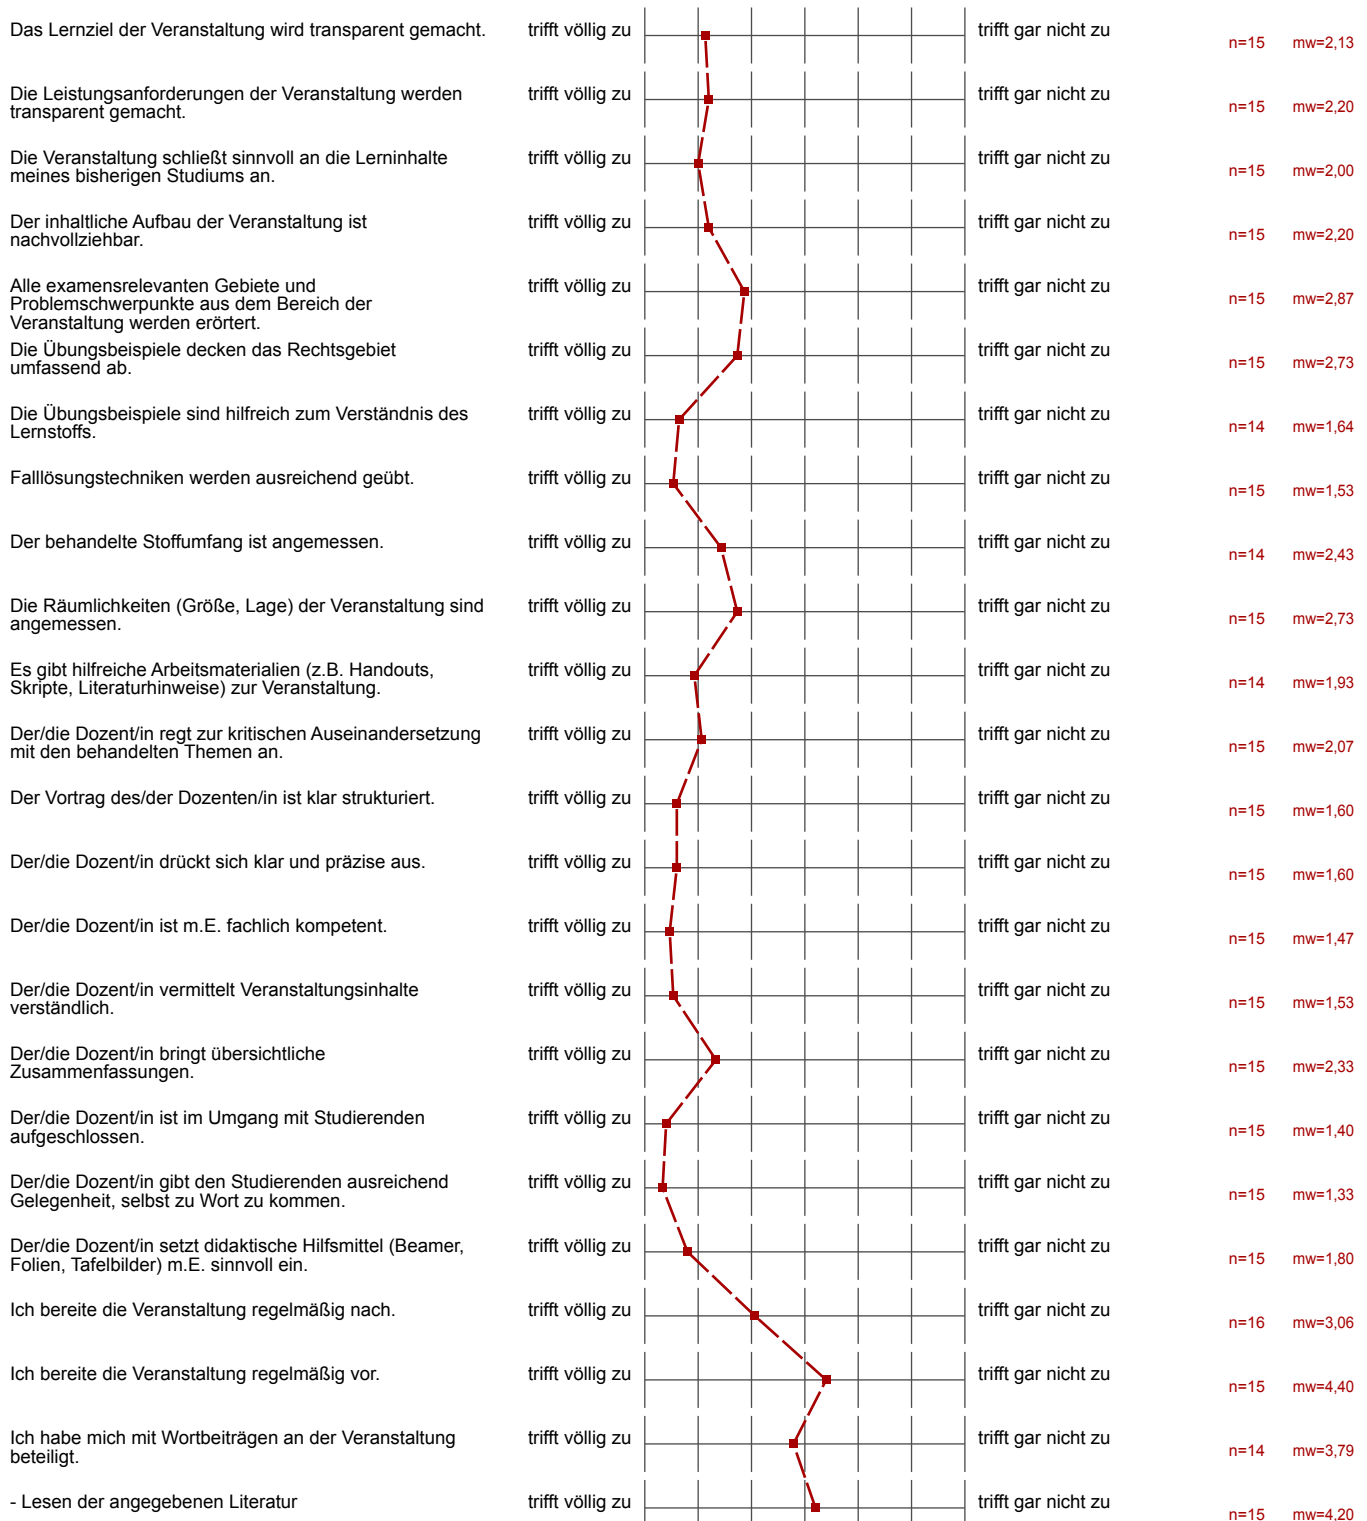 Das Lernziel der Veranstaltung wird transparent gemacht. trifft völlig zu trifft gar nicht zu n=15 mw=2,13
Die Leistungsanforderungen der Veranstaltung werden trifft völlig zu trifft gar nicht zu n=15 mw=2,20
transparent gemacht.
Die Veranstaltung schließt sinnvoll an die Lerninhalte trifft völlig zu trifft gar nicht zu n=15 mw=2,00
meines bisherigen Studiums an.
Der inhaltliche Aufbau der Veranstaltung ist trifft völlig zu trifft gar nicht zu n=15 mw=2,20
nachvollziehbar.
Alle examensrelevanten Gebiete und trifft völlig zu trifft gar nicht zu n=15 mw=2,87
Problemschwerpunkte aus dem Bereich der
Veranstaltung werden erörtert.
Die Übungsbeispiele decken das Rechtsgebiet trifft völlig zu trifft gar nicht zu n=15 mw=2,73
umfassend ab.
Die Übungsbeispiele sind hilfreich zum Verständnis des trifft völlig zu trifft gar nicht zu n=14 mw=1,64
Lernstoffs.
Falllösungstechniken werden ausreichend geübt. trifft völlig zu trifft gar nicht zu n=15 mw=1,53
Der behandelte Stoffumfang ist angemessen. trifft völlig zu trifft gar nicht zu n=14 mw=2,43
Die Räumlichkeiten (Größe, Lage) der Veranstaltung sind trifft völlig zu trifft gar nicht zu n=15 mw=2,73
angemessen.
Es gibt hilfreiche Arbeitsmaterialien (z.B. Handouts, trifft völlig zu trifft gar nicht zu n=14 mw=1,93
Skripte, Literaturhinweise) zur Veranstaltung.
Der/die Dozent/in regt zur kritischen Auseinandersetzung trifft völlig zu trifft gar nicht zu n=15 mw=2,07
mit den behandelten Themen an.
Der Vortrag des/der Dozenten/in ist klar strukturiert. trifft völlig zu trifft gar nicht zu n=15 mw=1,60
Der/die Dozent/in drückt sich klar und präzise aus. trifft völlig zu trifft gar nicht zu n=15 mw=1,60
Der/die Dozent/in ist m.E. fachlich kompetent. trifft völlig zu trifft gar nicht zu n=15 mw=1,47
Der/die Dozent/in vermittelt Veranstaltungsinhalte trifft völlig zu trifft gar nicht zu n=15 mw=1,53
verständlich.
Der/die Dozent/in bringt übersichtliche trifft völlig zu trifft gar nicht zu n=15 mw=2,33
Zusammenfassungen.
Der/die Dozent/in ist im Umgang mit Studierenden trifft völlig zu trifft gar nicht zu n=15 mw=1,40
aufgeschlossen.
Der/die Dozent/in gibt den Studierenden ausreichend trifft völlig zu trifft gar nicht zu n=15 mw=1,33
Gelegenheit, selbst zu Wort zu kommen.
Der/die Dozent/in setzt didaktische Hilfsmittel (Beamer, trifft völlig zu trifft gar nicht zu n=15 mw=1,80
Folien, Tafelbilder) m.E. sinnvoll ein.
Ich bereite die Veranstaltung regelmäßig nach. trifft völlig zu trifft gar nicht zu n=16 mw=3,06
Ich bereite die Veranstaltung regelmäßig vor. trifft völlig zu trifft gar nicht zu n=15 mw=4,40
Ich habe mich mit Wortbeiträgen an der Veranstaltung trifft völlig zu trifft gar nicht zu n=14 mw=3,79
beteiligt.
- Lesen der angegebenen Literatur trifft völlig zu trifft gar nicht zu n=15 mw=4,20